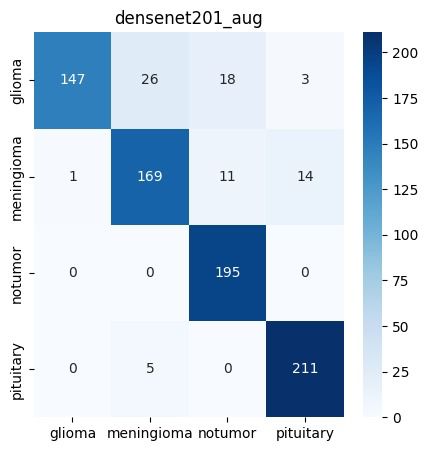 densenet201_aug
glioma 147 26 18 3
meningioma 1 169 11 14
notumor 0 0 195 0
pituitary 0 5 0 211
glioma meningioma notumor pituitary
200
175
150
125
100
75
50
25
0